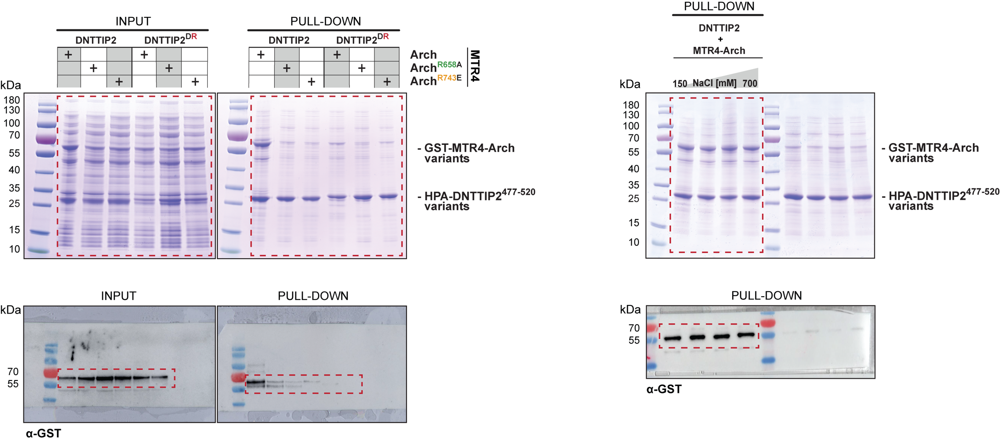 INPUT
DNTTIP2 DNTTIP2DR
+ +
+ +
+ +
PULL-DOWN
DNTTIP2 DNTTIP2DR
+ +
+ +
+ +
Arch
ArchR658A
ArchR743E
MTR4
kDa
180
130
100
70
55
40
35
25
15
10
- GST-MTR4-Arch
variants
- HPA-DNTTIP2477-520
variants
PULL-DOWN
DNTTIP2
+
MTR4-Arch
150 NaCl [mM] 700
kDa
180
130
100
70
55
40
35
25
15
10
- GST-MTR4-Arch
variants
- HPA-DNTTIP2477-520
variants
INPUT
PULL-DOWN
kDa
70
55
α-GST
PULL-DOWN
kDa
70
55
α-GST